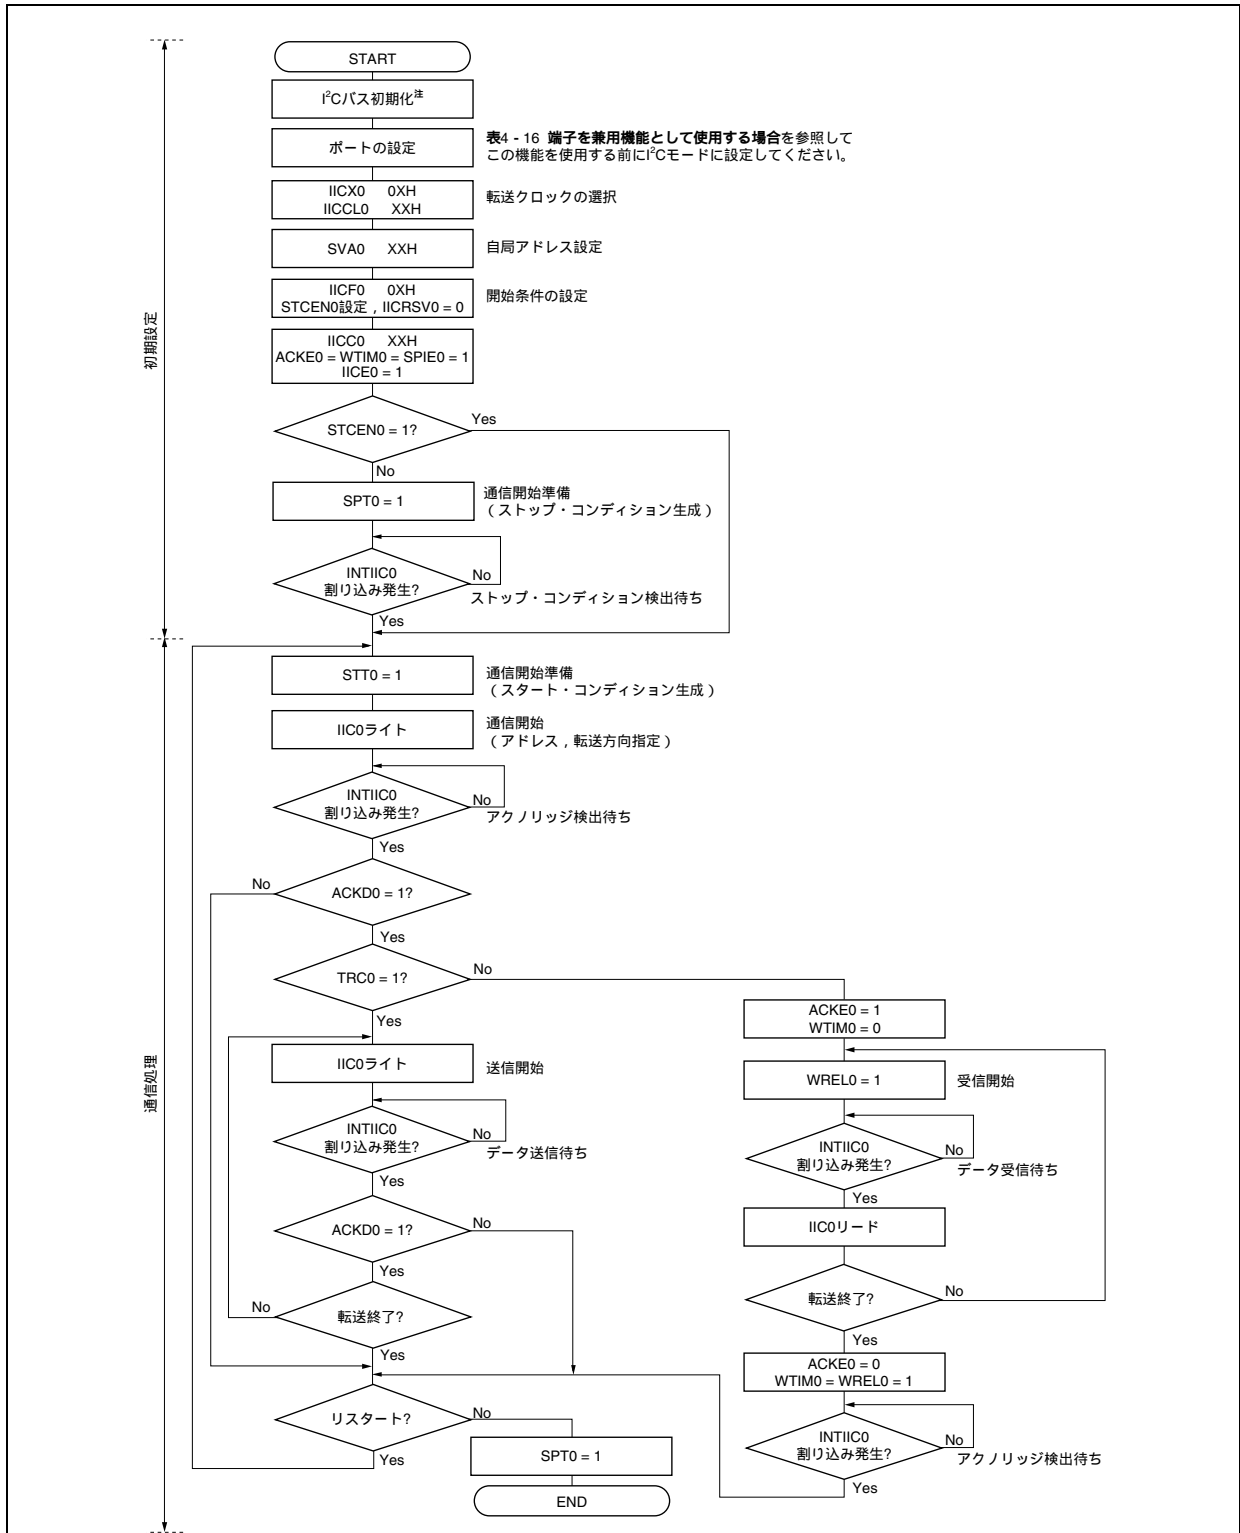 START
I²Cバス初期化注
ポートの設定
表4 - 16 端子を兼用機能として使用する場合を参照して
この機能を使用する前にI²Cモードに設定してください。
IICX0 0XH
IICCL0 XXH
転送クロックの選択
SVA0 XXH
自局アドレス設定
IICF0 0XH
STCEN0設定 , IICRSV0 = 0
開始条件の設定
IICC0 XXH
ACKE0 = WTIM0 = SPIE0 = 1
IICE0 = 1
初期設定
STCEN0 = 1?
Yes
No
SPT0 = 1
通信開始準備
（ストップ・コンディション生成）
INTIIC0
割り込み発生?
No
ストップ・コンディション検出待ち
Yes
STT0 = 1
通信開始準備
（スタート・コンディション生成）
IIC0ライト
通信開始
（アドレス , 転送方向指定）
INTIIC0
割り込み発生?
No
アクノリッジ検出待ち
Yes
No
ACKD0 = 1?
Yes
TRC0 = 1?
No
Yes
通信処理
IIC0ライト
送信開始
INTIIC0
割り込み発生?
No
データ送信待ち
Yes
ACKD0 = 1?
No
Yes
No
転送終了?
Yes
リスタート?
No
Yes
SPT0 = 1
END
ACKE0 = 1
WTIM0 = 0
WREL0 = 1
受信開始
INTIIC0
割り込み発生?
No
データ受信待ち
Yes
IIC0リード
転送終了?
No
Yes
ACKE0 = 0
WTIM0 = WREL0 = 1
INTIIC0
割り込み発生?
No
アクノリッジ検出待ち
Yes